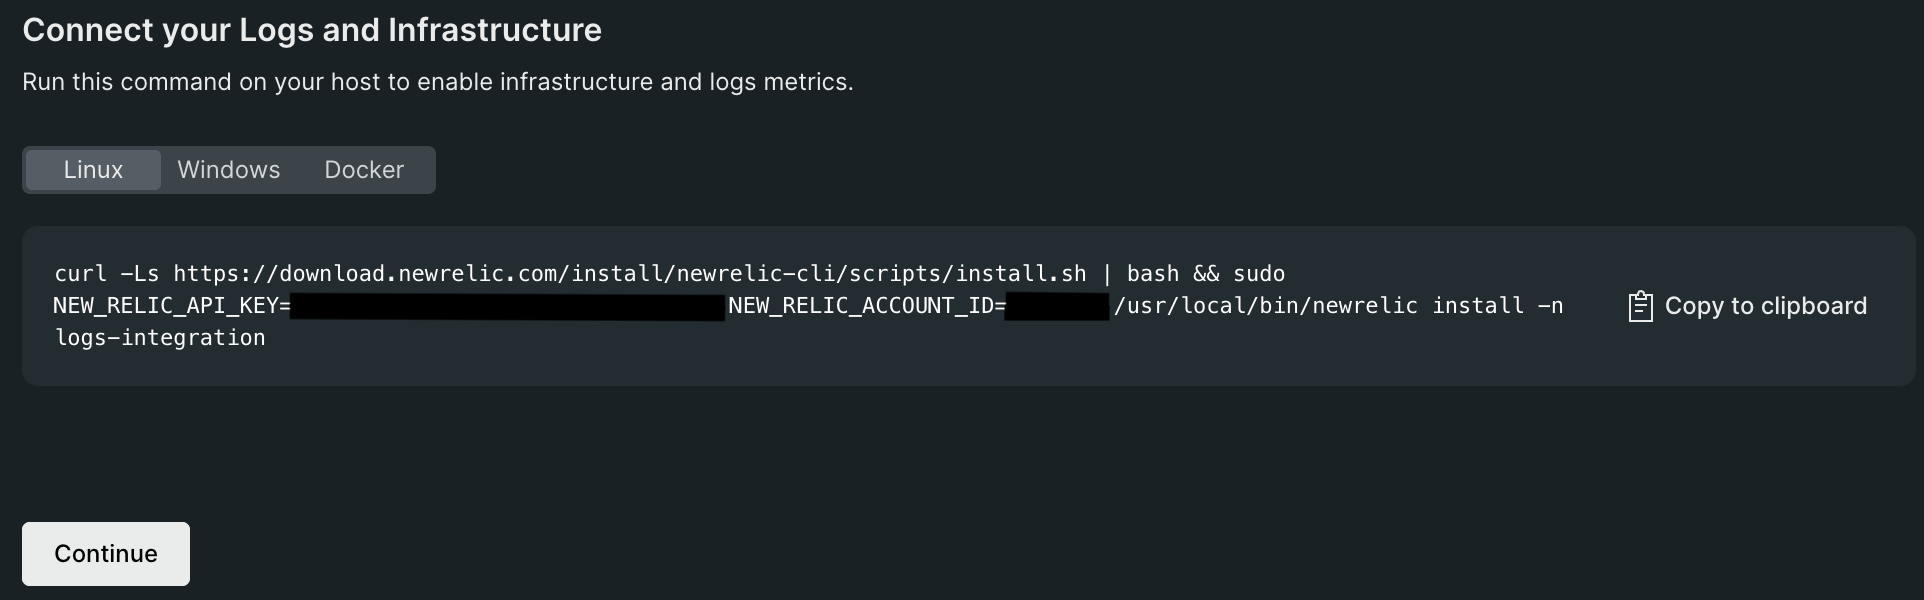 Connect your Logs and Infrastructure
Run this command on your host to enable infrastructure and logs metrics.
Linux Windows Docker
curl -Ls https://download.newrelic.com/install/newrelic-cli/scripts/install.sh | bash && sudo
NEW_RELIC_API_KEY= NEW_RELIC_ACCOUNT_ID= /usr/local/bin/newrelic install -n
logs-integration
Copy to clipboard
Continue